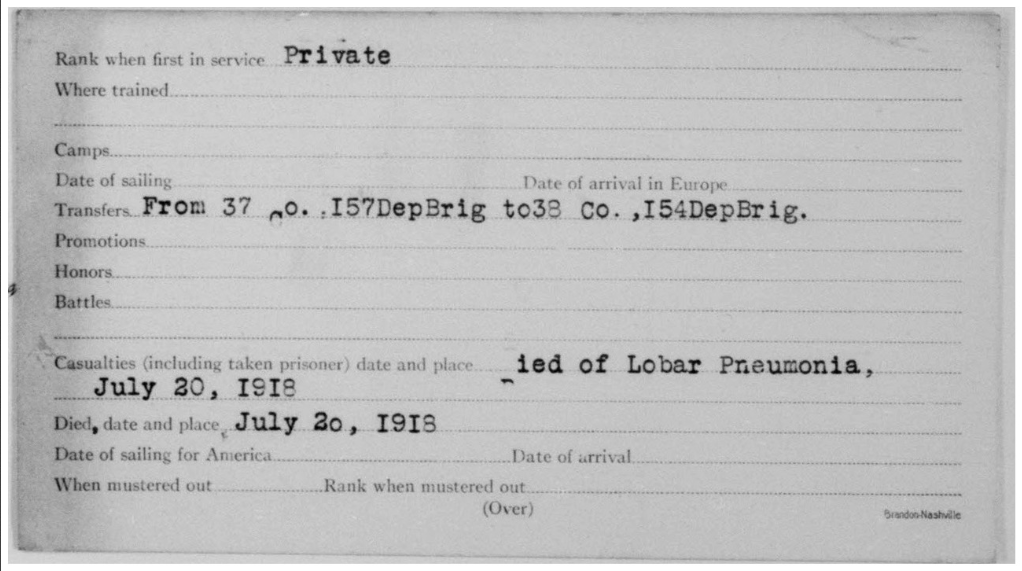 Rank when first in service Private
Where trained
Camps
Date of sailing Date of arrival in Europe
Transfers From 37 o. .I57DepBrig to38 Co.,I54DepBrig.
Promotions
Honors
Battles
Casualties (including taken prisoner) date and place ied of Lobar Pneumonia,
July 20, I9I8
Died, date and place, July 2o, I9I8
Date of sailing for America Date of arrival
When mustered out Rank when mustered out
(Over)
Brandon-Nashville